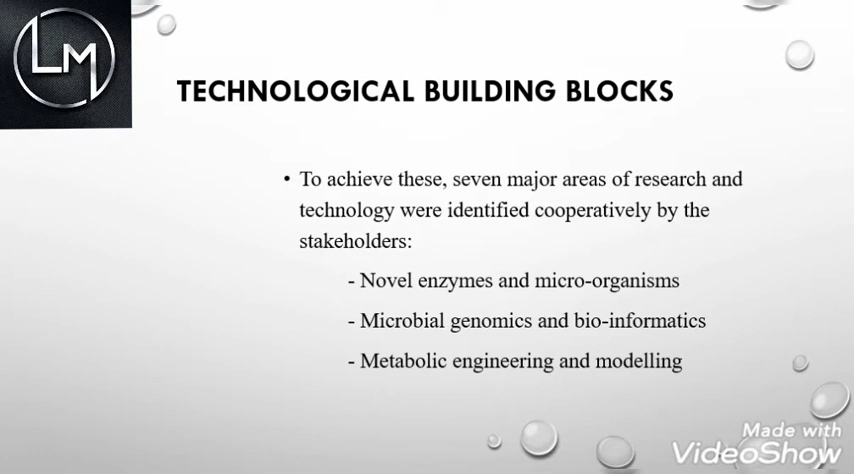 LM
TECHNOLOGICAL BUILDING BLOCKS
• To achieve these, seven major areas of research and
technology were identified cooperatively by the
stakeholders:
- Novel enzymes and micro-organisms
- Microbial genomics and bio-informatics
- Metabolic engineering and modelling
Made with
VideoShow